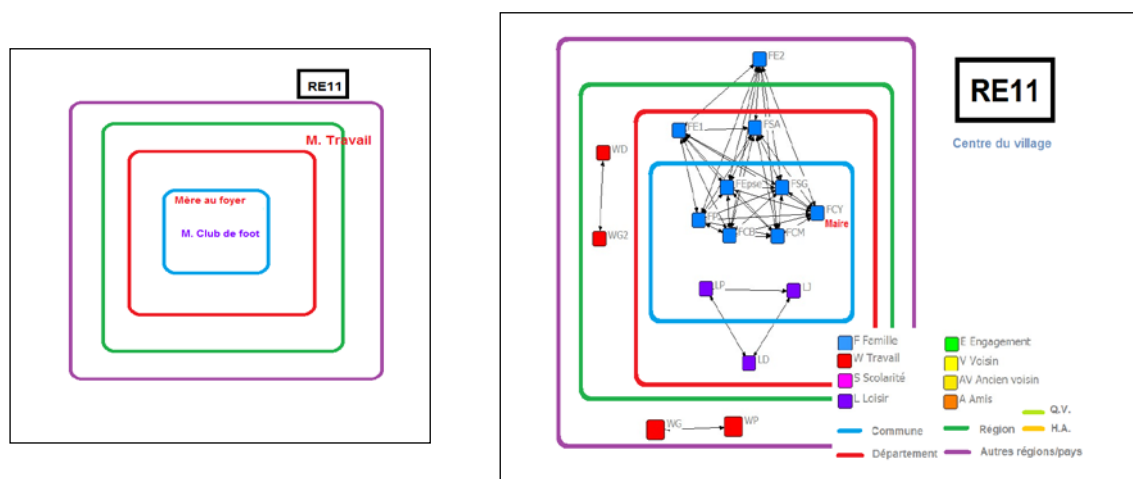 RE11
M. Travail
Mère au foyer
M. Club de foot
FE2
RE11
Centre du village
FE1
FSA
WD
FEpse
FSG
FP
FCY
Maire
WG2
FCB
FCM
LP
LJ
LD
F Famille
E Engagement
W Travail
V Voisin
S Scolarité
AV Ancien voisin
L Loisir
A Amis
Q.V.
WG
WP
Commune
Région
H.A.
Département
Autres régions/pays